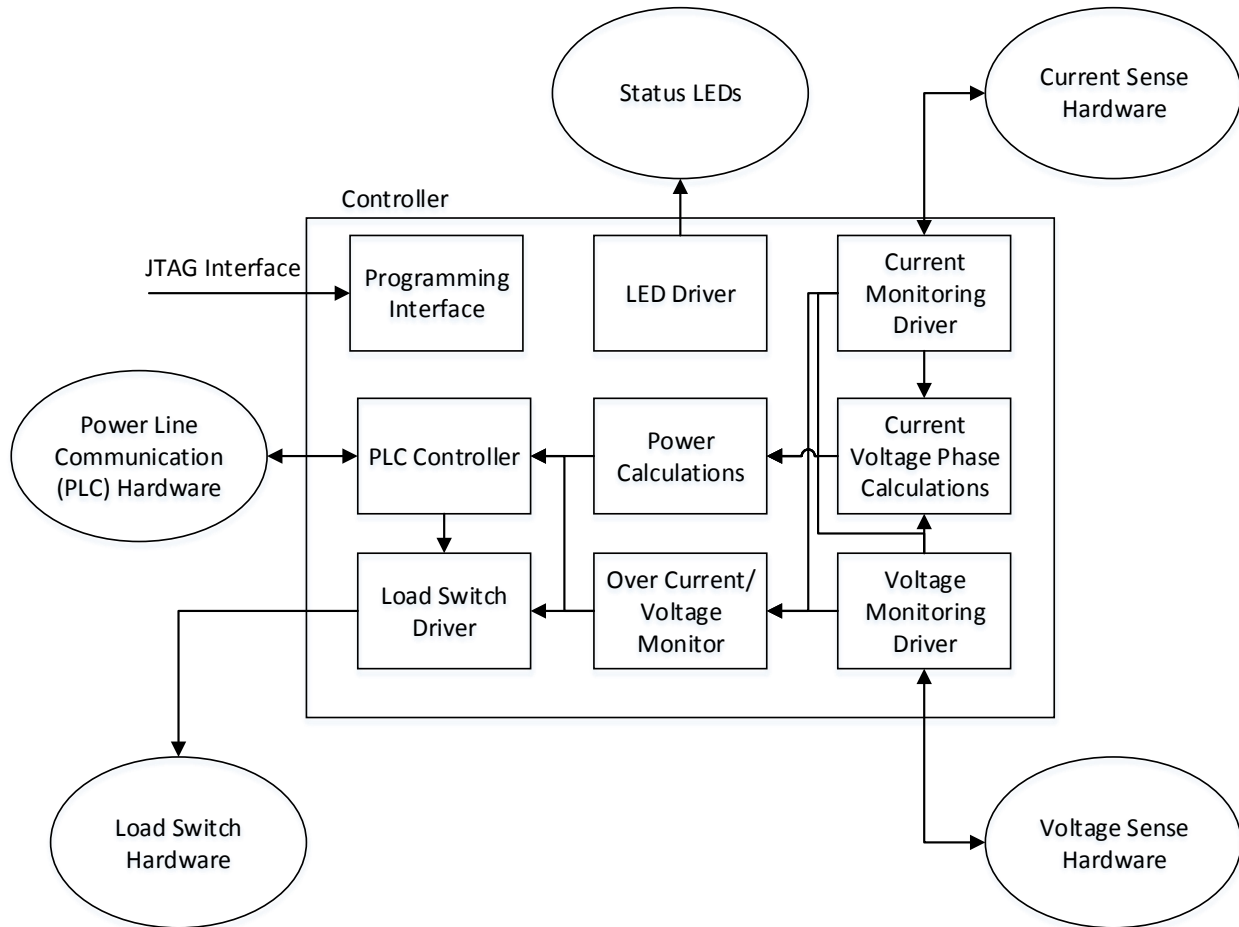 Status LEDs
Current Sense
Hardware
Controller
JTAG Interface
Programming
Interface
LED Driver
Current
Monitoring
Driver
Power Line
Communication
(PLC) Hardware
PLC Controller
Power
Calculations
Current
Voltage Phase
Calculations
Load Switch
Driver
Over Current/
Voltage
Monitor
Voltage
Monitoring
Driver
Load Switch
Hardware
Voltage Sense
Hardware